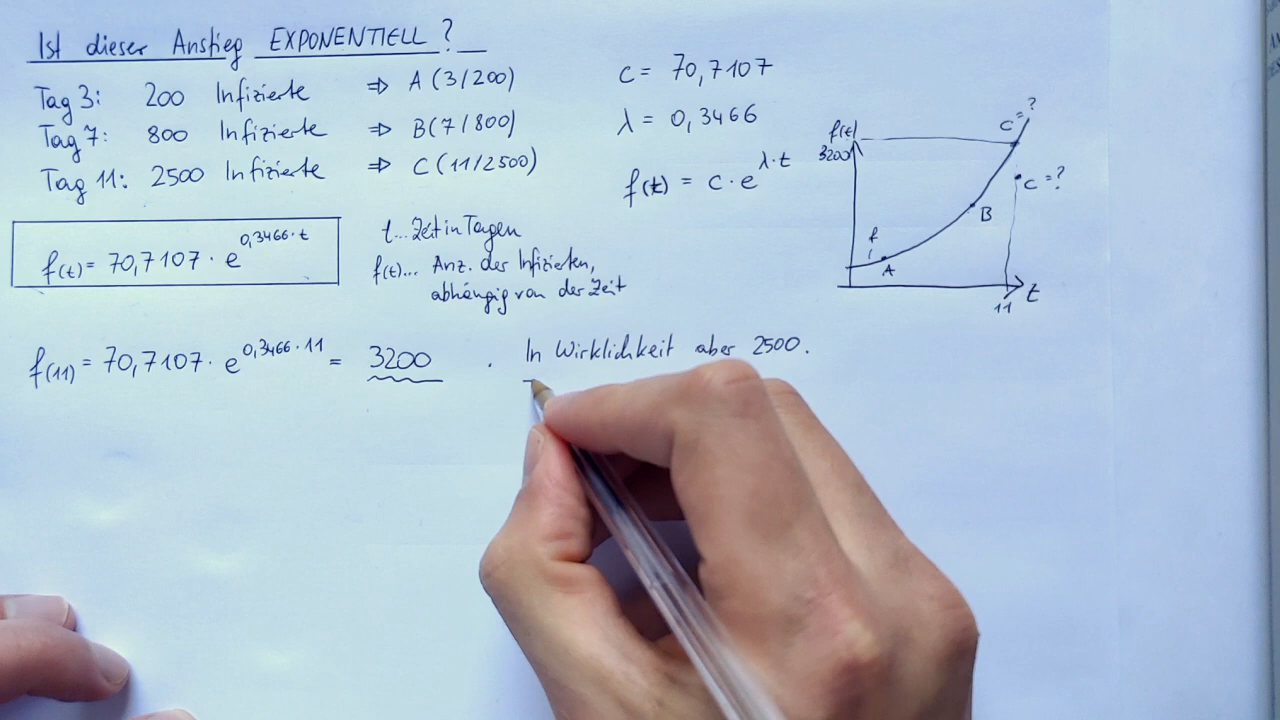 Ist dieser Anstieg EXPONENTIELL?
Tag 3: 200 Infizierte ⇒ A(3/200)
Tag 7: 800 Infizierte ⇒ B(7/800)
Tag 11: 2500 Infizierte ⇒ C(11/2500)
c = 70,7107
λ = 0,3466
f(t) = c · e^λ·t
f(t)
3200
C = ?
C = ?
B
f
A
11
t
f(t) = 70,7107 · e^0,3466·t
t... Zeit in Tagen
f(t)... Anz. der Infizierten,
abhängig von der Zeit
f(11) = 70,7107 · e^0,3466·11 = 3200 . In Wirklichkeit aber 2500.